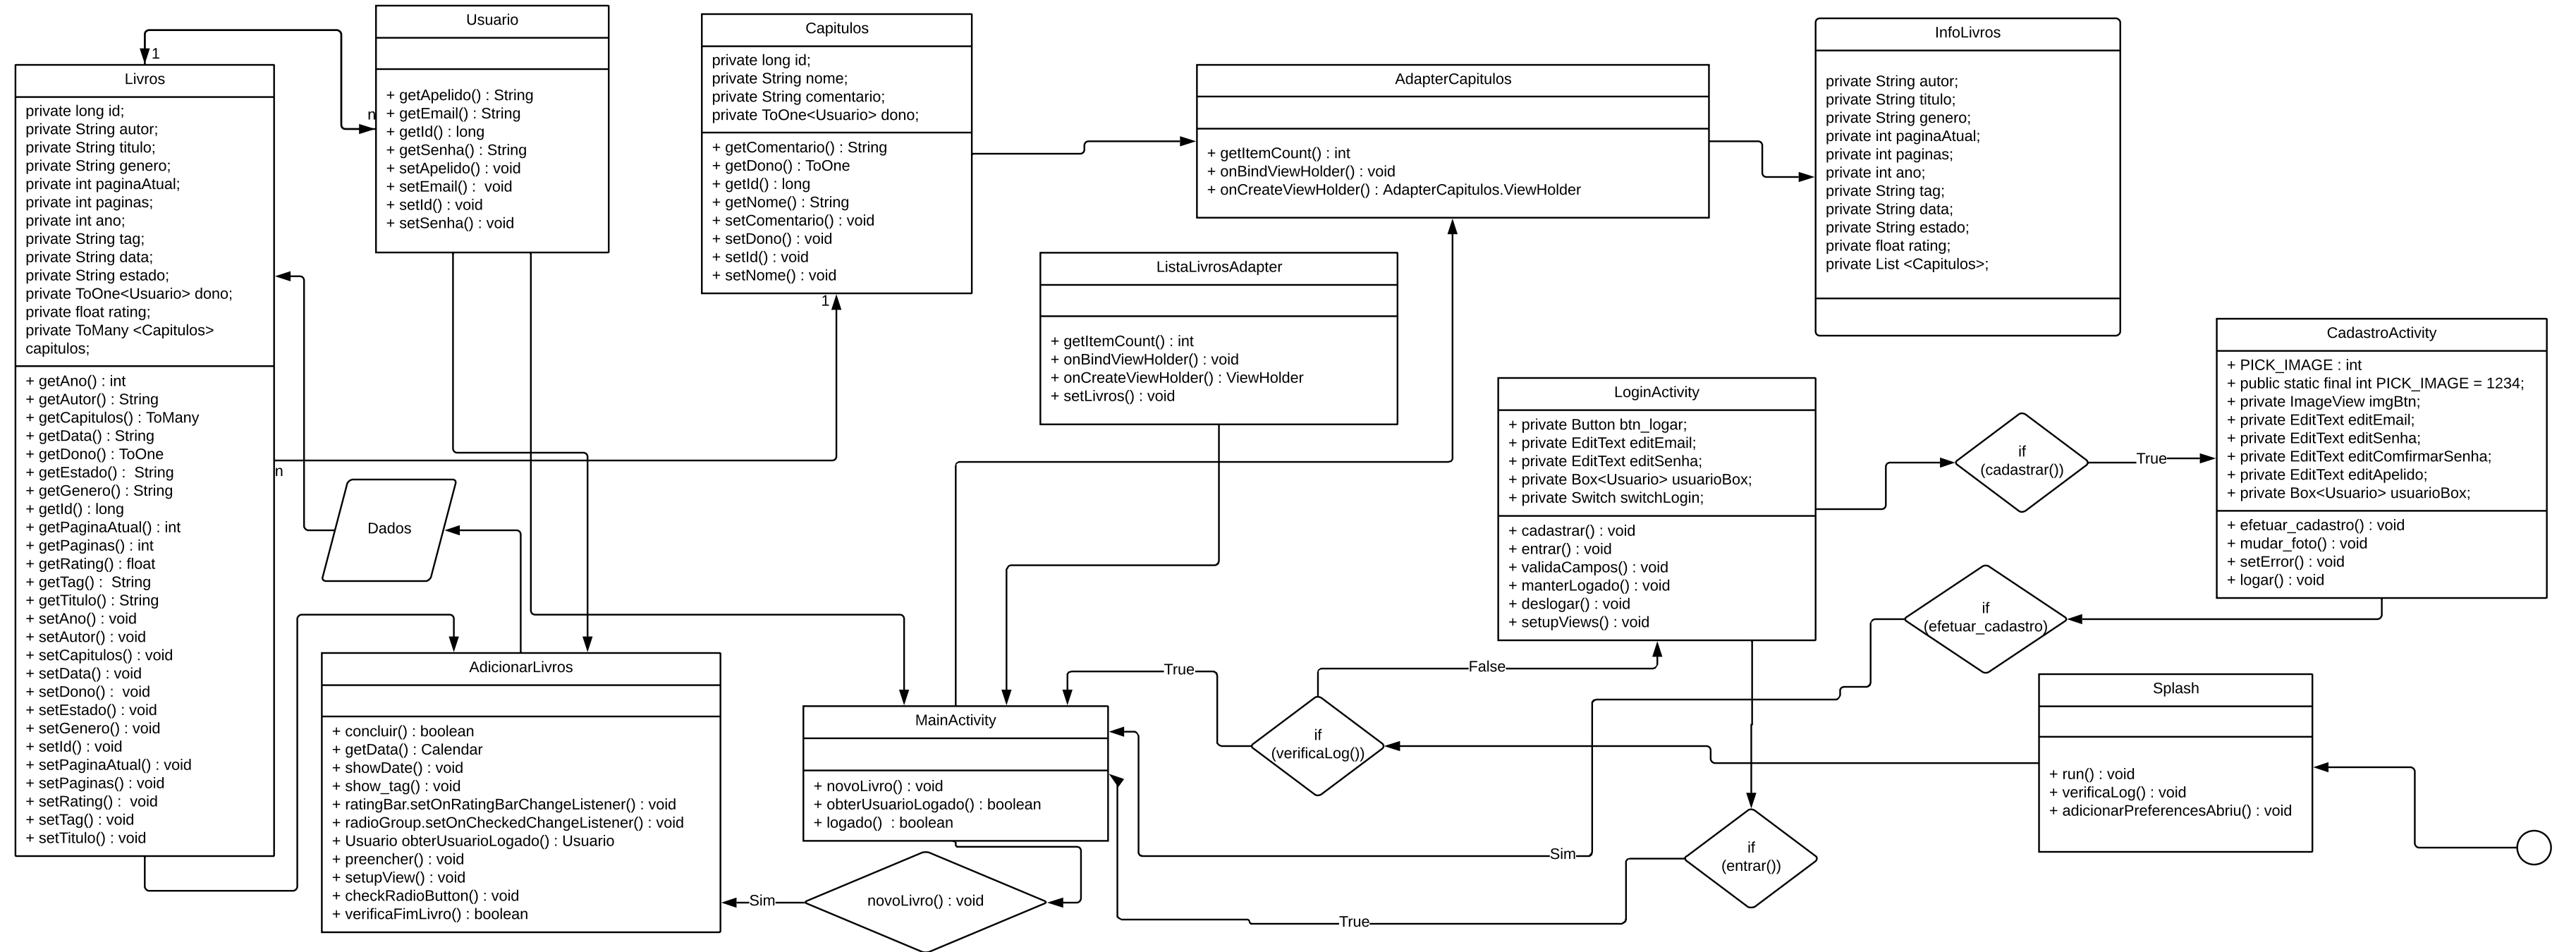 Usuario
+ getApelido() : String
+ getEmail() : String
+ getId() : long
+ getSenha() : String
+ setApelido() : void
+ setEmail() :  void
+ setId() : void
+ setSenha() : void
1
n
Livros
private long id;
private String autor;
private String titulo;
private String genero;
private int paginaAtual;
private int paginas;
private int ano;
private String tag;
private String data;
private String estado;
private ToOne<Usuario> dono;
private float rating;
private ToMany <Capitulos>
capitulos;
+ getAno() : int
+ getAutor() : String
+ getCapitulos() : ToMany
+ getData() : String
+ getDono() : ToOne
+ getEstado() :  String
+ getGenero() : String
+ getId() : long
+ getPaginaAtual() : int
+ getPaginas() : int
+ getRating() : float
+ getTag() :  String
+ getTitulo() : String
+ setAno() : void
+ setAutor() : void
+ setCapitulos() : void
+ setData() : void
+ setDono() :  void
+ setEstado() : void
+ setGenero() : void
+ setId() : void
+ setPaginaAtual() : void
+ setPaginas() : void
+ setRating() :  void
+ setTag() : void
+ setTitulo() : void
n
Capitulos
private long id;
private String nome;
private String comentario;
private ToOne<Usuario> dono;
+ getComentario() : String
+ getDono() : ToOne
+ getId() : long
+ getNome() : String
+ setComentario() : void
+ setDono() : void
+ setId() : void
+ setNome() : void
1
AdapterCapitulos
+ getItemCount() : int
+ onBindViewHolder() : void
+ onCreateViewHolder() : AdapterCapitulos.ViewHolder
InfoLivros
private String autor;
private String titulo;
private String genero;
private int paginaAtual;
private int paginas;
private int ano;
private String tag;
private String data;
private String estado;
private float rating;
private List <Capitulos>;
ListaLivrosAdapter
+ getItemCount() : int
+ onBindViewHolder() : void
+ onCreateViewHolder() : ViewHolder
+ setLivros() : void
LoginActivity
+ private Button btn_logar;
+ private EditText editEmail;
+ private EditText editSenha;
+ private Box<Usuario> usuarioBox;
+ private Switch switchLogin;
+ cadastrar() : void
+ entrar() : void
+ validaCampos() : void
+ manterLogado() : void
+ deslogar() : void
+ setupViews() : void
if
(cadastrar())
True
CadastroActivity
+ PICK_IMAGE : int
+ public static final int PICK_IMAGE = 1234;
+ private ImageView imgBtn;
+ private EditText editEmail;
+ private EditText editSenha;
+ private EditText editComfirmarSenha;
+ private EditText editApelido;
+ private Box<Usuario> usuarioBox;
+ efetuar_cadastro() : void
+ mudar_foto() : void
+ setError() : void
+ logar() : void
Dados
if
(efetuar_cadastro)
AdicionarLivros
+ concluir() : boolean
+ getData() : Calendar
+ showDate() : void
+ show_tag() : void
+ ratingBar.setOnRatingBarChangeListener() : void
+ radioGroup.setOnCheckedChangeListener() : void
+ Usuario obterUsuarioLogado() : Usuario
+ preencher() : void
+ setupView() : void
+ checkRadioButton() : void
+ verificaFimLivro() : boolean
MainActivity
+ novoLivro() : void
+ obterUsuarioLogado() : boolean
+ logado()  : boolean
True
False
if
(verificaLog())
Splash
+ run() : void
+ verificaLog() : void
+ adicionarPreferencesAbriu() : void
Sim
if
(entrar())
Sim
novoLivro() : void
True